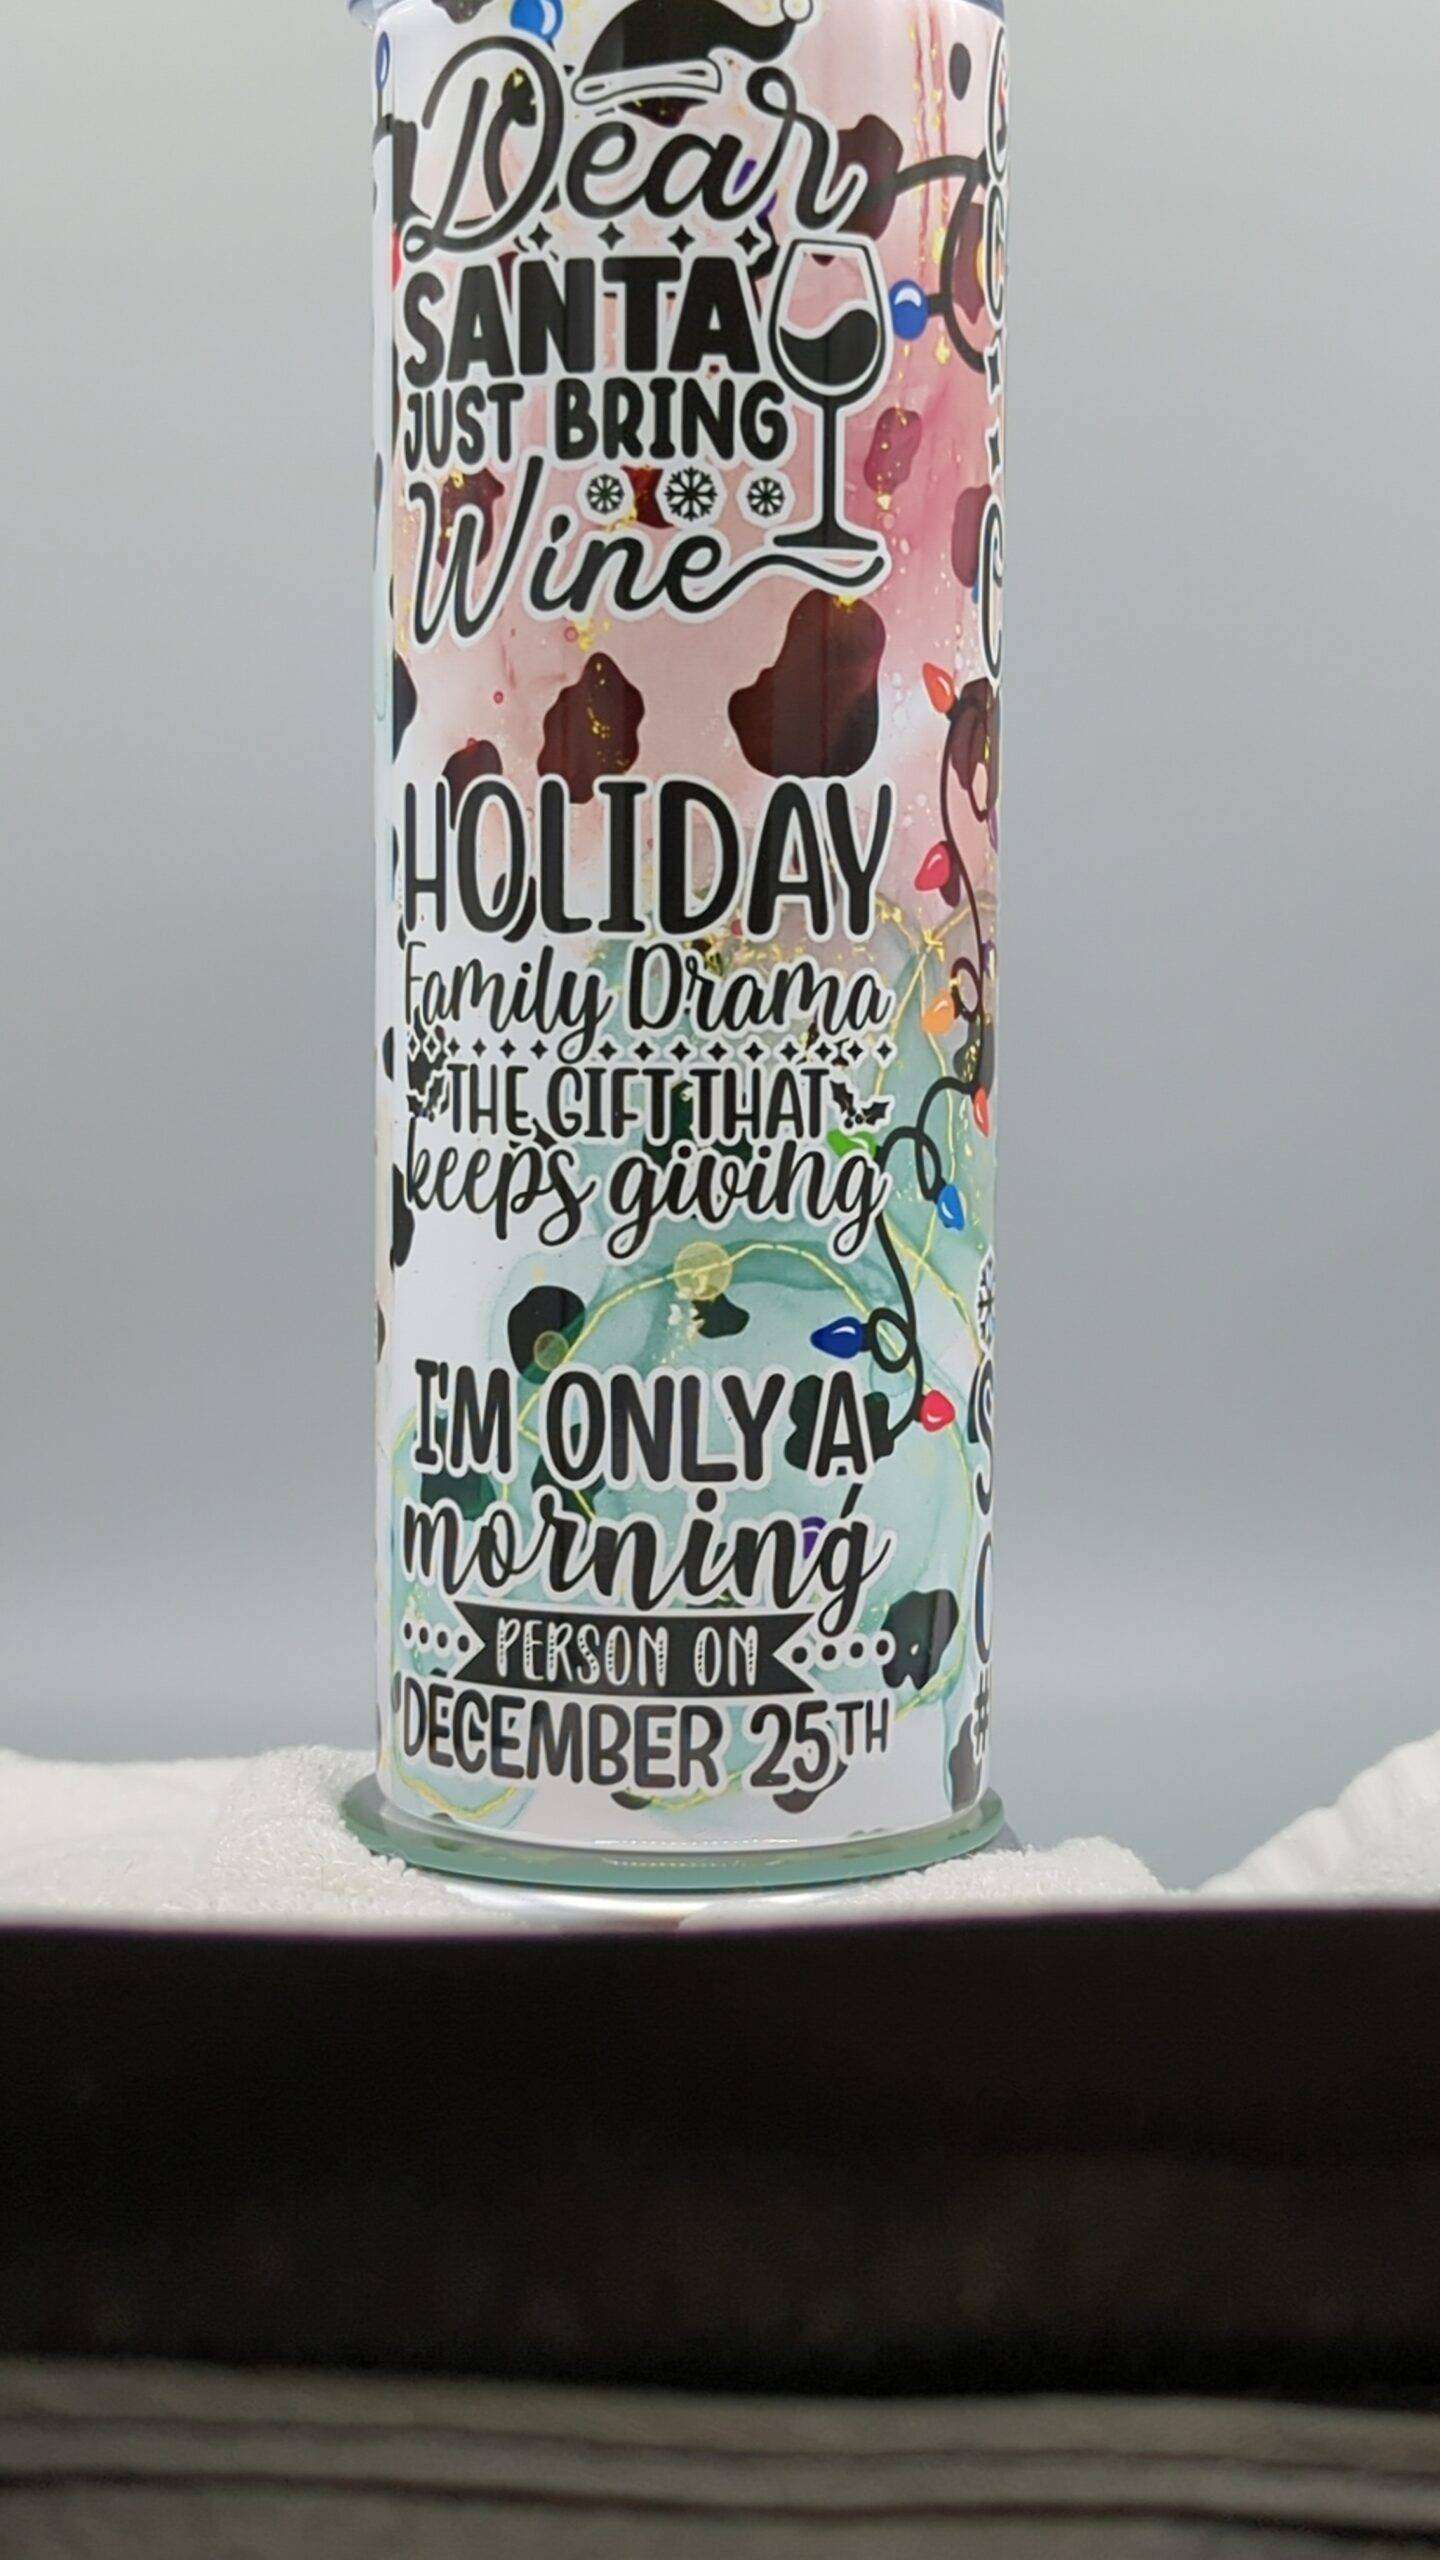 Dear
SANTA
JUST BRING
Wine
HOLIDAY
Family Drama
THE GIFT THAT
keeps giving
I'M ONLY A
morning
PERSON ON
DECEMBER 25TH